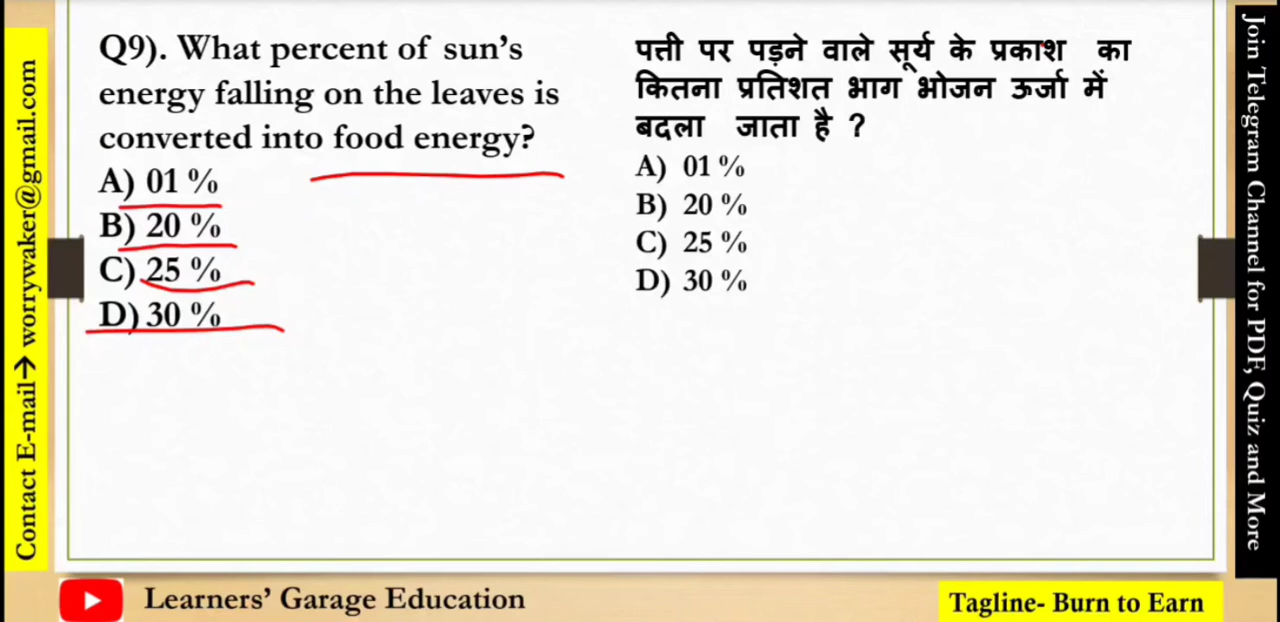 Q9). What percent of sun’s
energy falling on the leaves is
converted into food energy?
A) 01 %
B) 20 %
C) 25 %
D) 30 %
पत्ती पर पड़ने वाले सूर्य के प्रकाश का
कितना प्रतिशत भाग भोजन ऊर्जा में
बदला जाता है ?
A) 01 %
B) 20 %
C) 25 %
D) 30 %
Contact E-mail→ worrywaker@gmail.com
Join Telegram Channel for PDF, Quiz and More
Learners’ Garage Education
Tagline- Burn to Earn